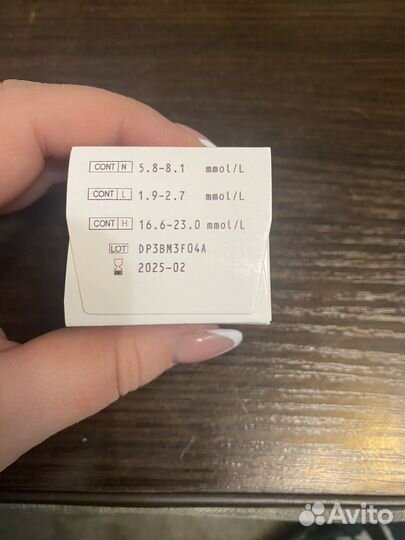 CONT N 5.8-8.1 mmol/L
CONT L 1.9-2.7 mmol/L
CONT H 16.6-23.0 mmol/L
LOT DP3BM3F04A
2025-02
Avito